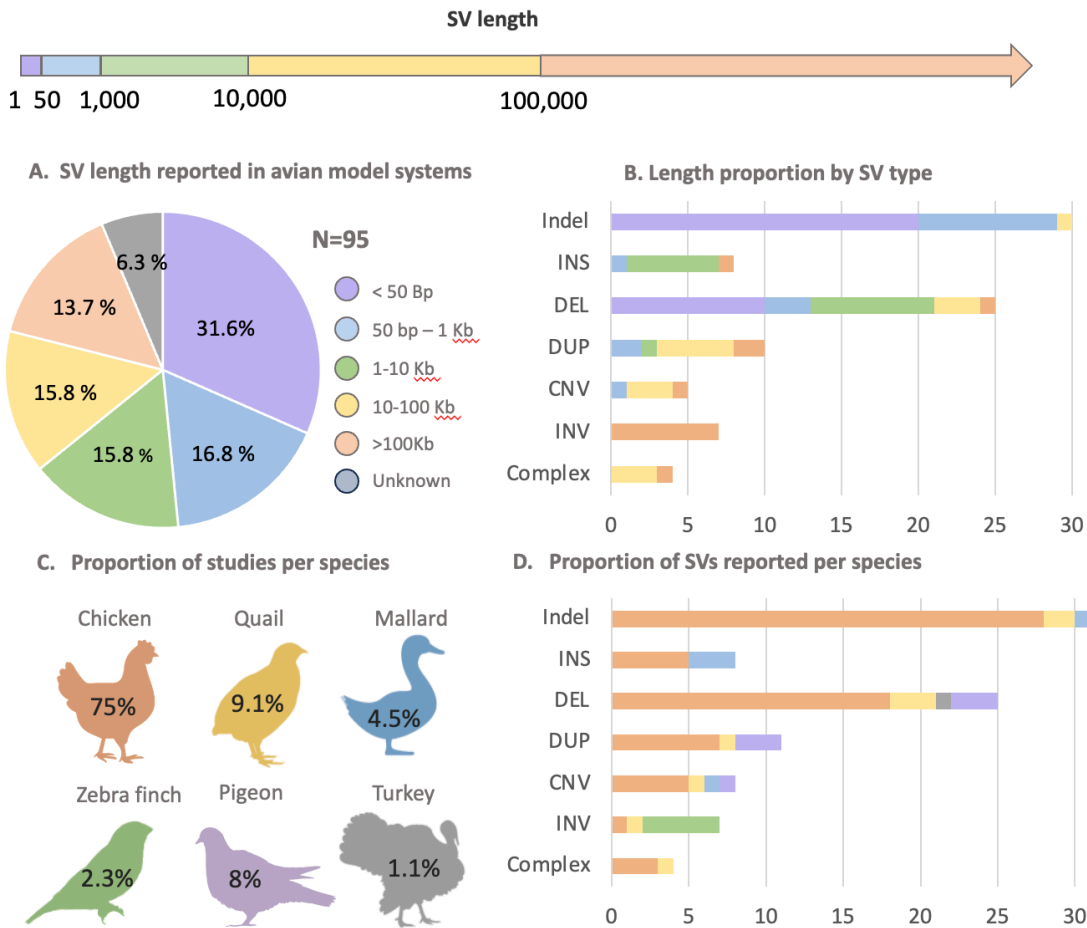 SV length
1 50 1,000 10,000 100,000
A. SV length reported in avian model systems
N=95
31.6%
16.8 %
15.8 %
15.8 %
13.7 %
6.3 %
< 50 Bp
50 bp – 1 Kb
1-10 Kb
10-100 Kb
>100Kb
Unknown
B. Length proportion by SV type
Indel
INS
DEL
DUP
CNV
INV
Complex
0 5 10 15 20 25 30
C. Proportion of studies per species
Chicken Quail Mallard
75% 9.1% 4.5%
Zebra finch Pigeon Turkey
2.3% 8% 1.1%
D. Proportion of SVs reported per species
Indel
INS
DEL
DUP
CNV
INV
Complex
0 5 10 15 20 25 30